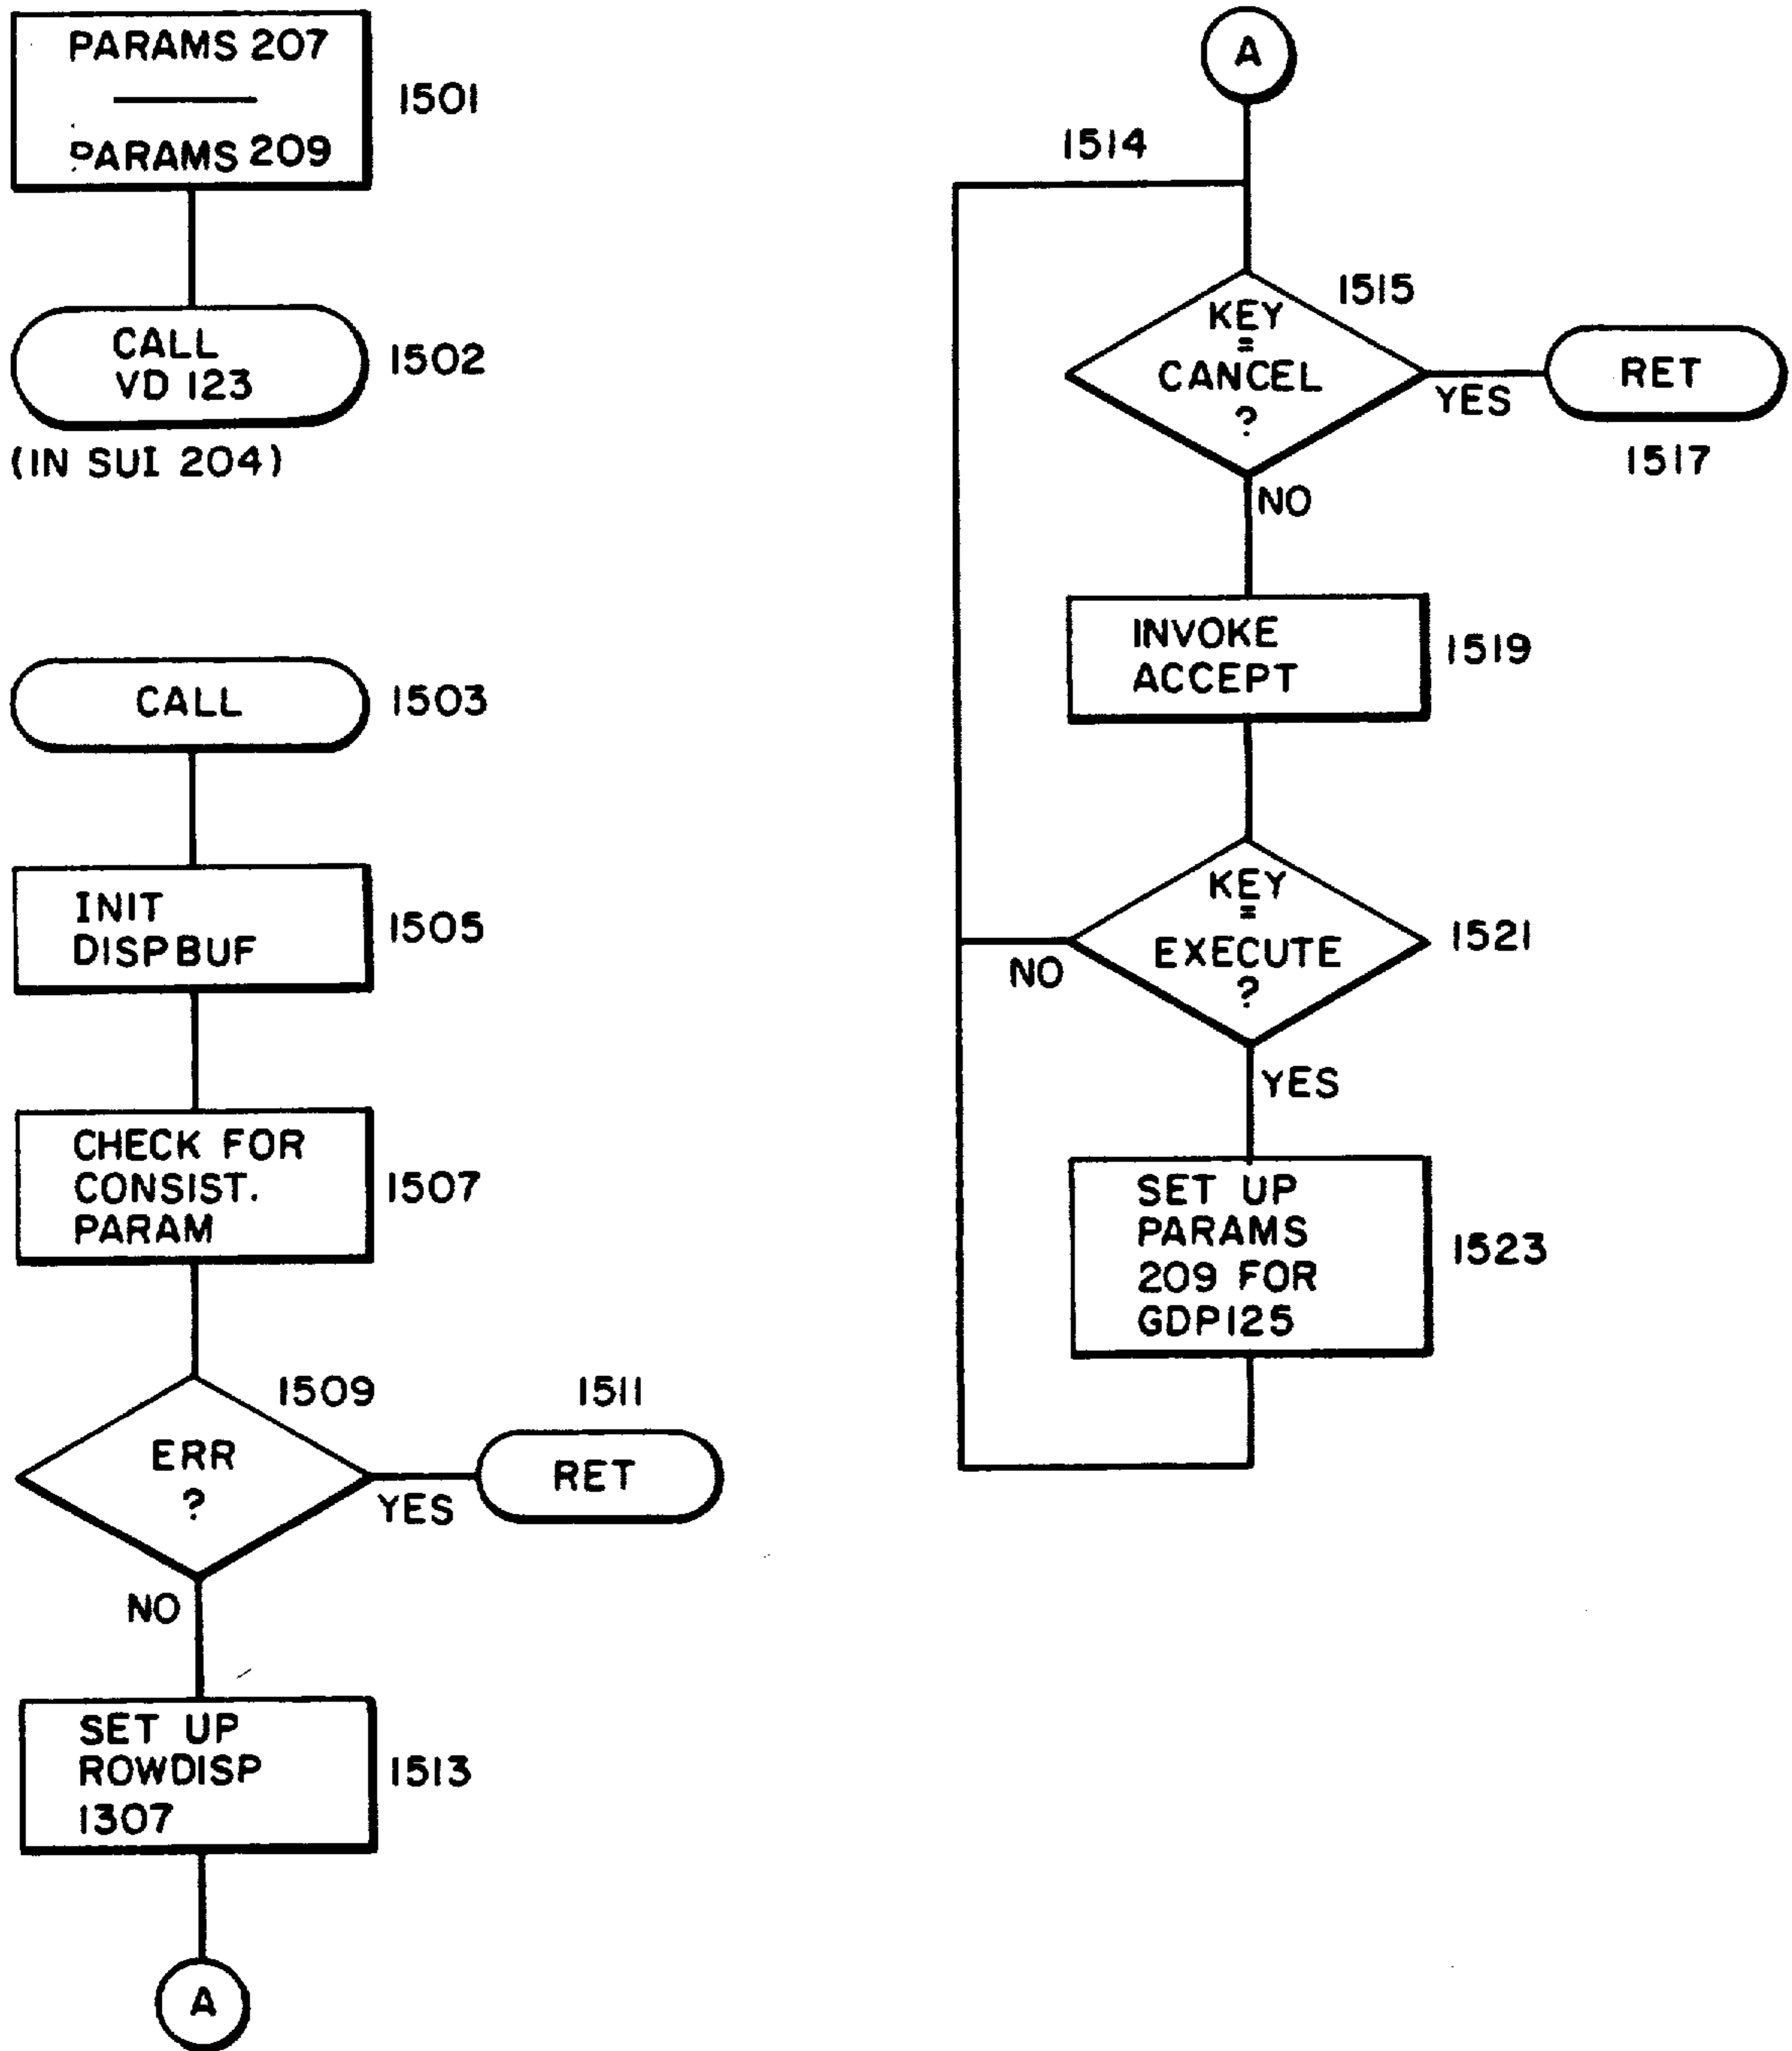 PARAMS 207
PARAMS 209
1501
CALL
VD 123
1502
(IN SUI 204)
CALL
1503
INIT
DISPBUF
1505
CHECK FOR
CONSIST.
PARAM
1507
1509
ERR
?
YES
1511
RET
NO
SET UP
ROWDISP
1307
1513
A
A
1514
1515
KEY
=
CANCEL
?
YES
RET
1517
NO
INVOKE
ACCEPT
1519
KEY
=
EXECUTE
?
1521
NO
YES
SET UP
PARAMS
209 FOR
GDP125
1523